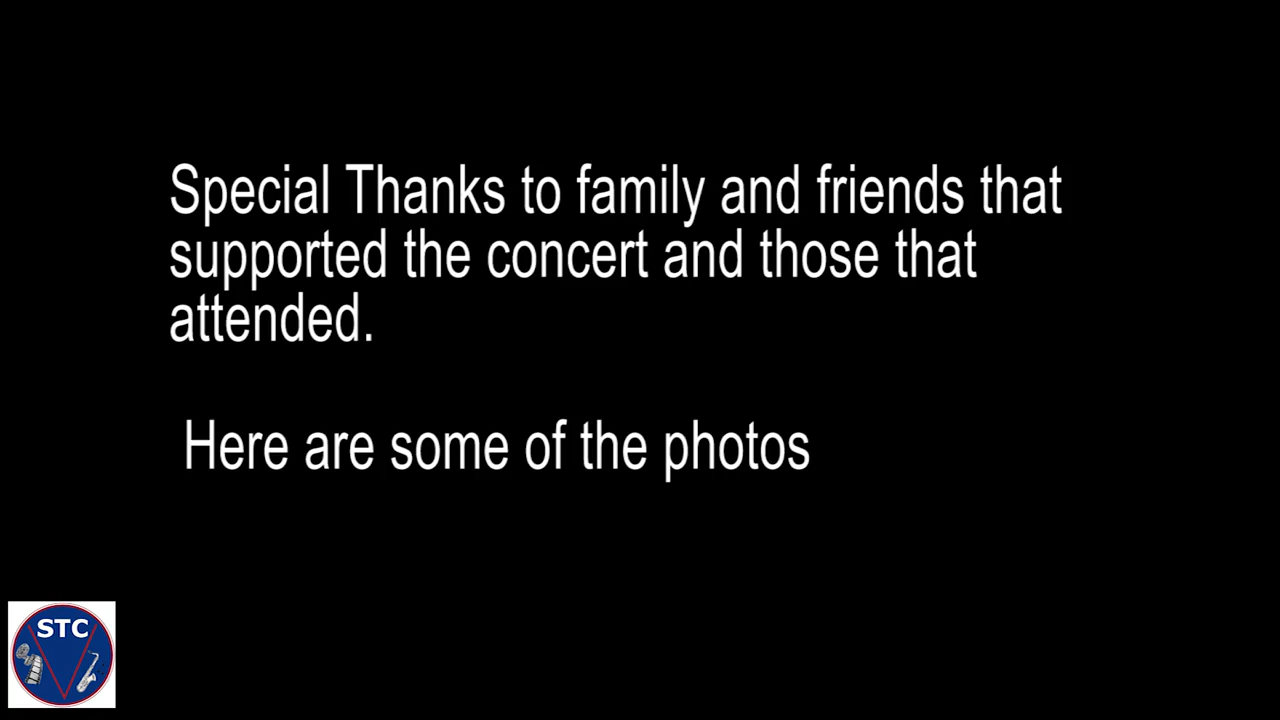 Special Thanks to family and friends that
supported the concert and those that
attended.
Here are some of the photos
STC